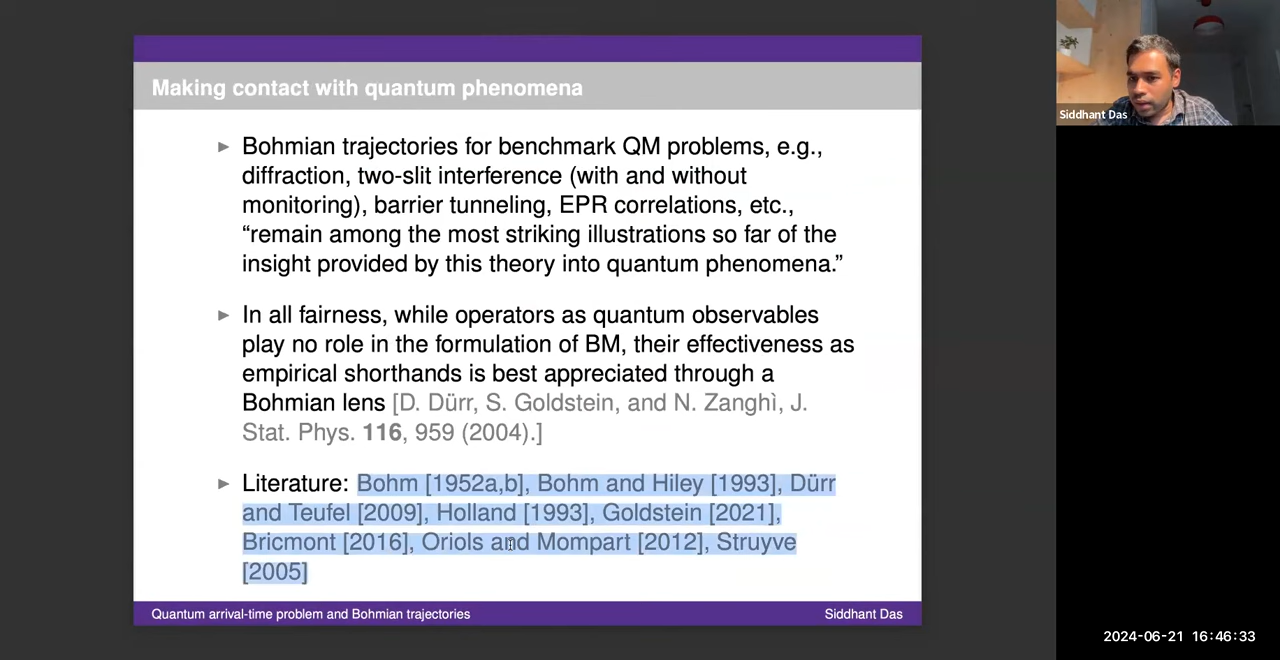 Making contact with quantum phenomena
Bohmian trajectories for benchmark QM problems, e.g.,
diffraction, two-slit interference (with and without
monitoring), barrier tunneling, EPR correlations, etc.,
“remain among the most striking illustrations so far of the
insight provided by this theory into quantum phenomena.”
In all fairness, while operators as quantum observables
play no role in the formulation of BM, their effectiveness as
empirical shorthands is best appreciated through a
Bohmian lens [D. Dürr, S. Goldstein, and N. Zanghì, J.
Stat. Phys. 116, 959 (2004).]
Literature: Bohm [1952a,b], Bohm and Hiley [1993], Dürr
and Teufel [2009], Holland [1993], Goldstein [2021],
Bricmont [2016], Oriols and Mompart [2012], Struyve
[2005]
Quantum arrival-time problem and Bohmian trajectories
Siddhant Das
Siddhant Das
2024-06-21 16:46:33